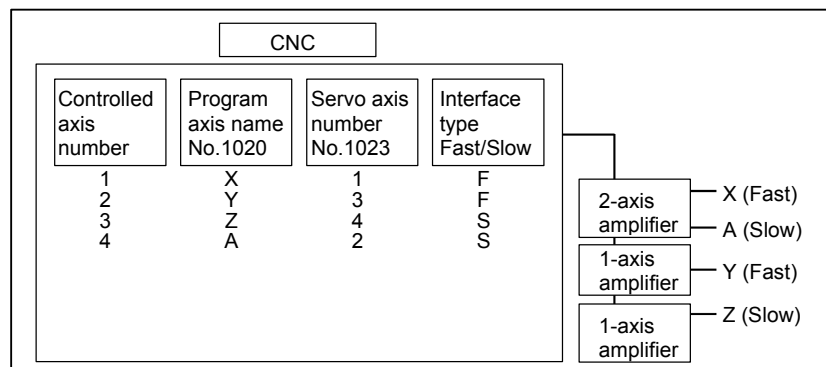 CNC
Controlled axis number
Program axis name No.1020
Servo axis number No.1023
Interface type Fast/Slow
1 X 1 F
2 Y 3 F
3 Z 4 S
4 A 2 S
2-axis amplifier
X (Fast)
A (Slow)
1-axis amplifier
Y (Fast)
1-axis amplifier
Z (Slow)